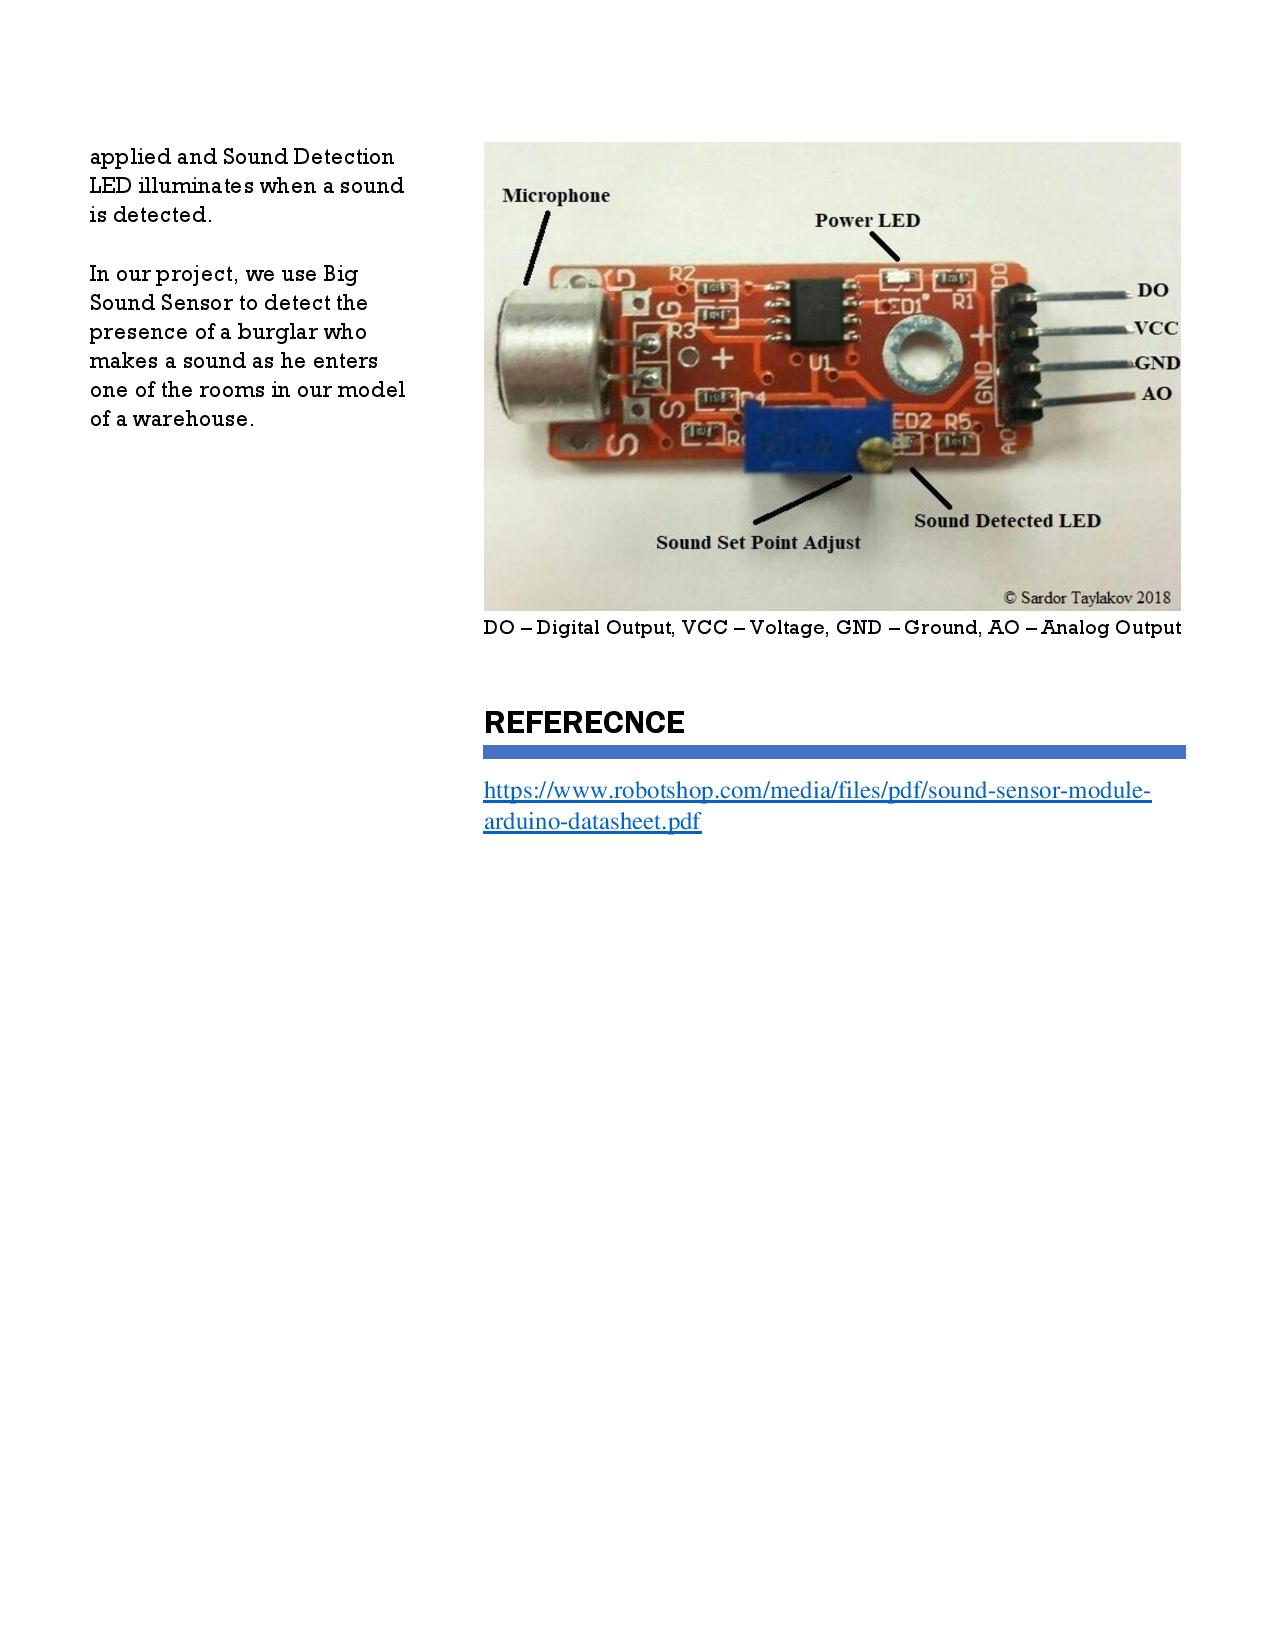 applied and Sound Detection
LED illuminates when a sound
is detected.
In our project, we use Big
Sound Sensor to detect the
presence of a burglar who
makes a sound as he enters
one of the rooms in our model
of a warehouse.
Microphone
Power LED
DO
VCC
GND
AO
Sound Set Point Adjust
Sound Detected LED
G
R2
G
R3
+
S
S
U1
LED1
R1
DO
+
GND
AO
R4
ED2 R5
© Sardor Taylakov 2018
DO – Digital Output, VCC – Voltage, GND – Ground, AO – Analog Output
REFERECNCE
https://www.robotshop.com/media/files/pdf/sound-sensor-module-
arduino-datasheet.pdf